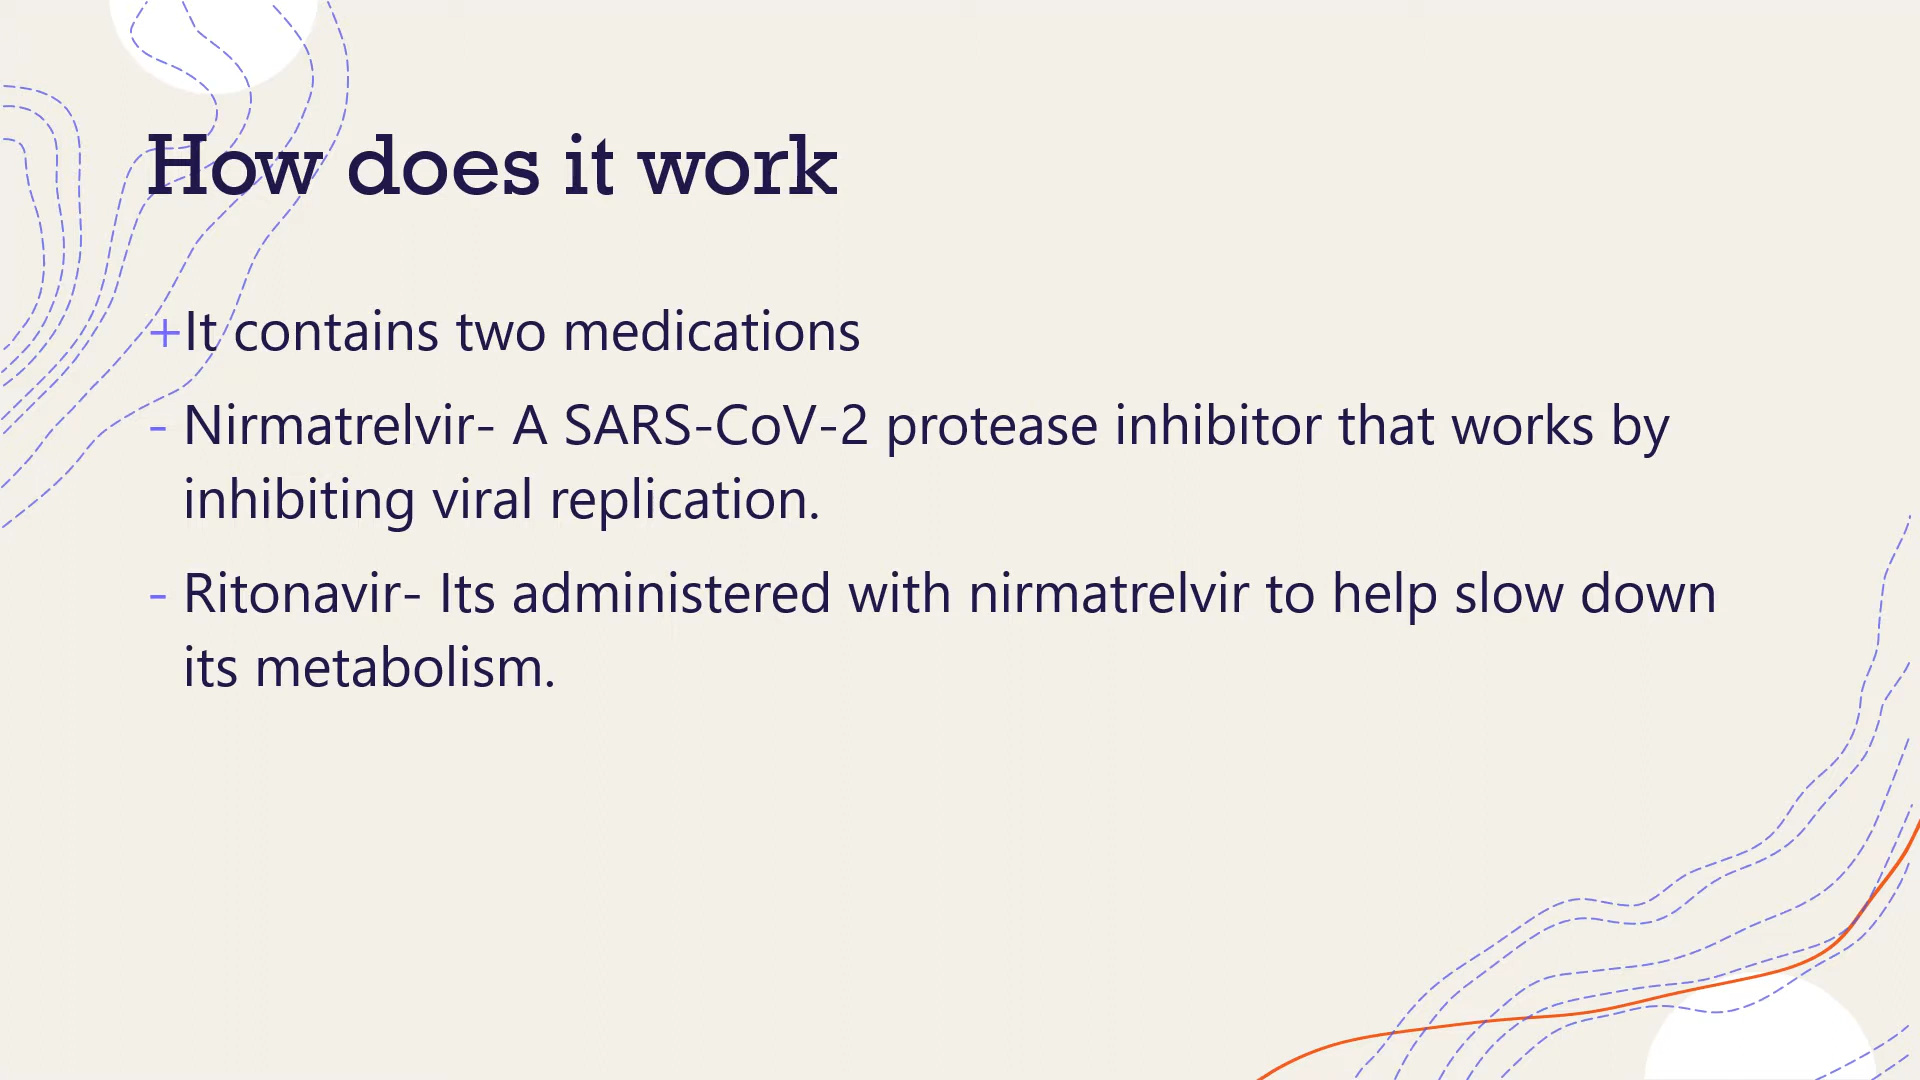 How does it work
+It contains two medications
- Nirmatrelvir- A SARS-CoV-2 protease inhibitor that works by
inhibiting viral replication.
- Ritonavir- Its administered with nirmatrelvir to help slow down
its metabolism.